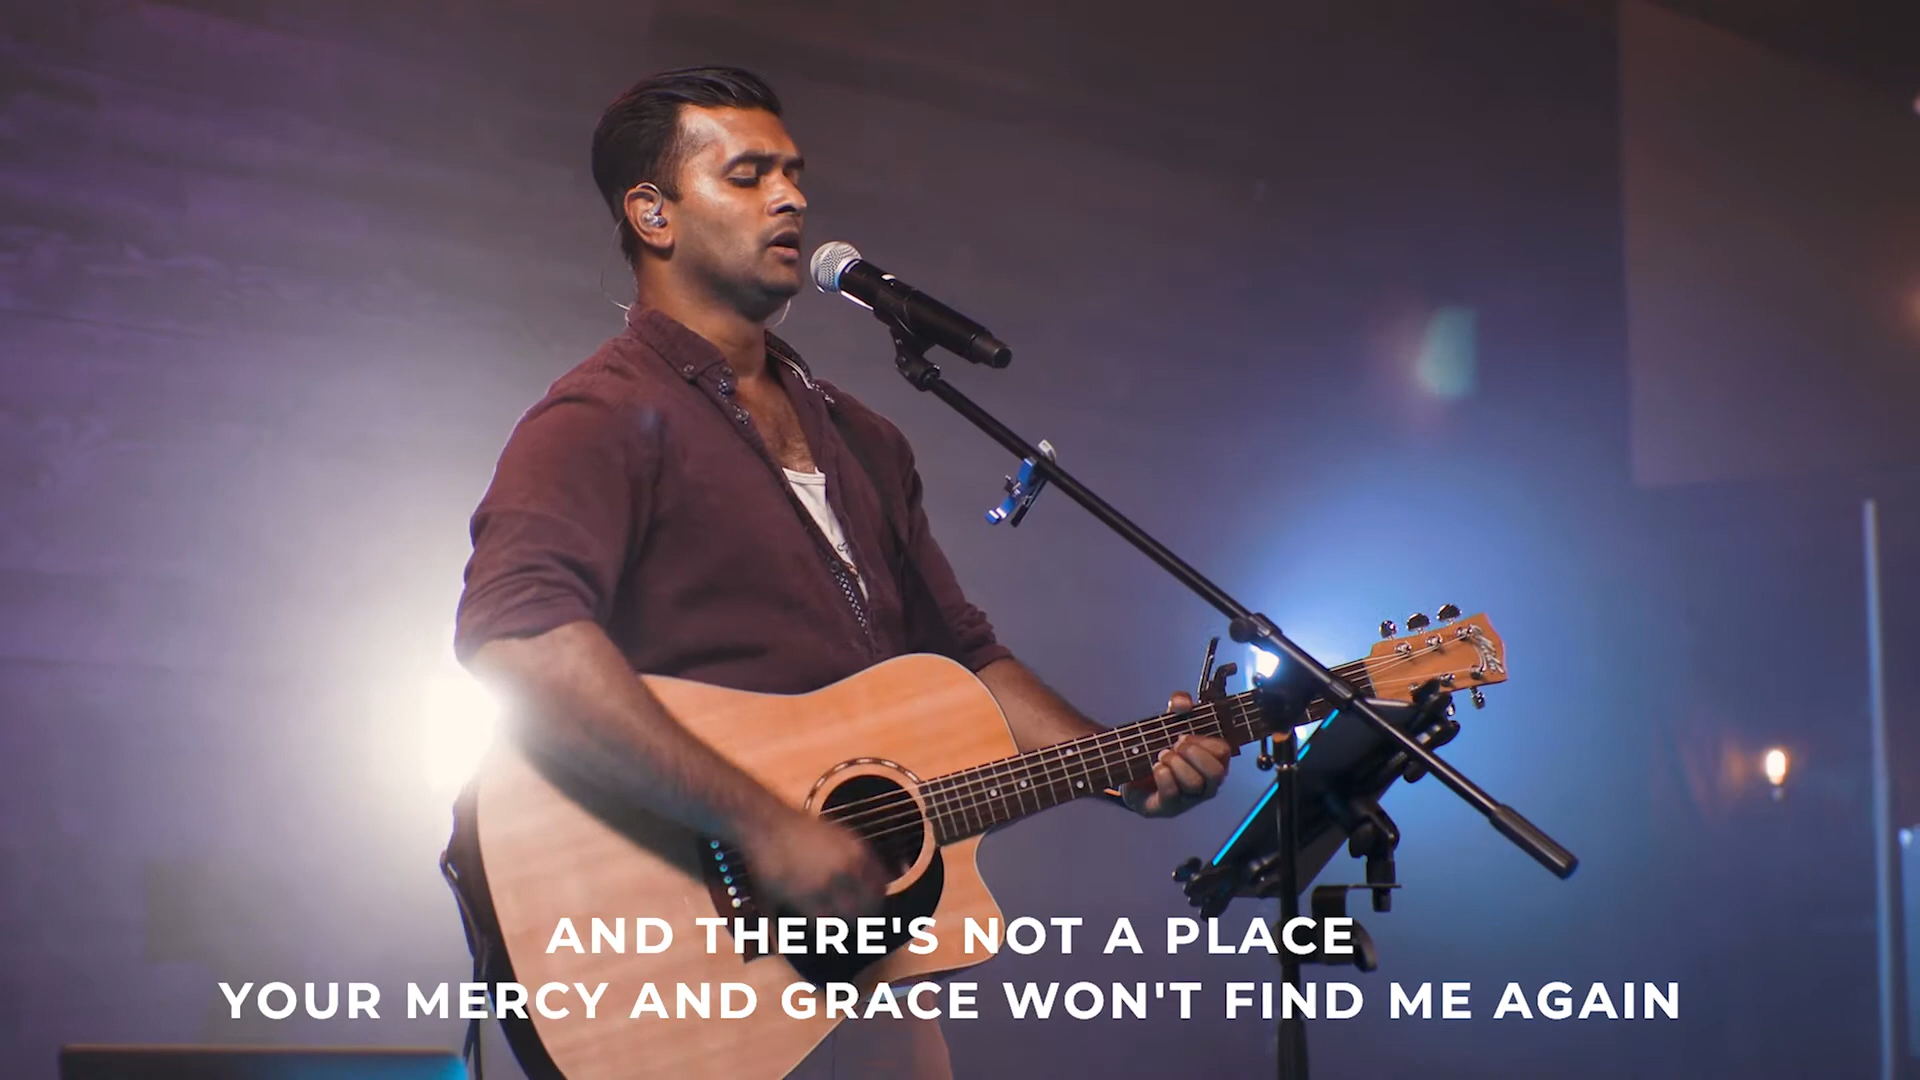 AND THERE'S NOT A PLACE
YOUR MERCY AND GRACE WON'T FIND ME AGAIN